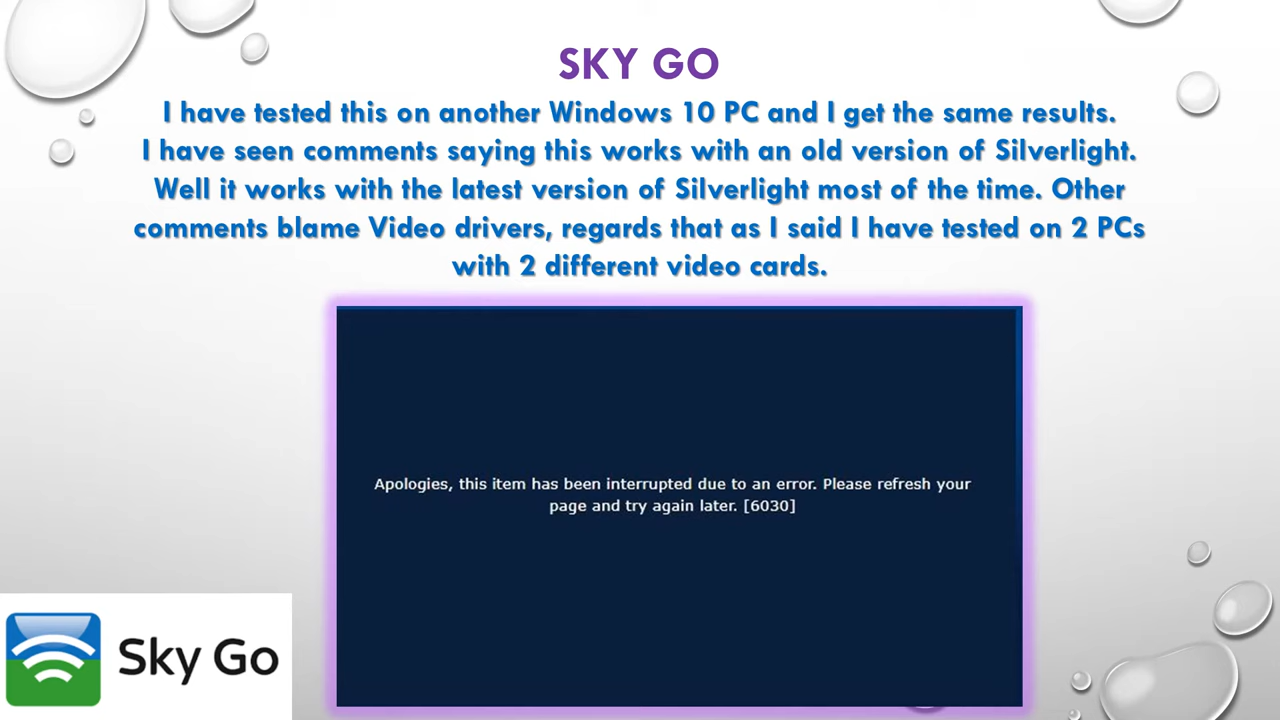 SKY GO
I have tested this on another Windows 10 PC and I get the same results.
I have seen comments saying this works with an old version of Silverlight.
Well it works with the latest version of Silverlight most of the time. Other
comments blame Video drivers, regards that as I said I have tested on 2 PCs
with 2 different video cards.
Apologies, this item has been interrupted due to an error. Please refresh your
page and try again later. [6030]
Sky Go